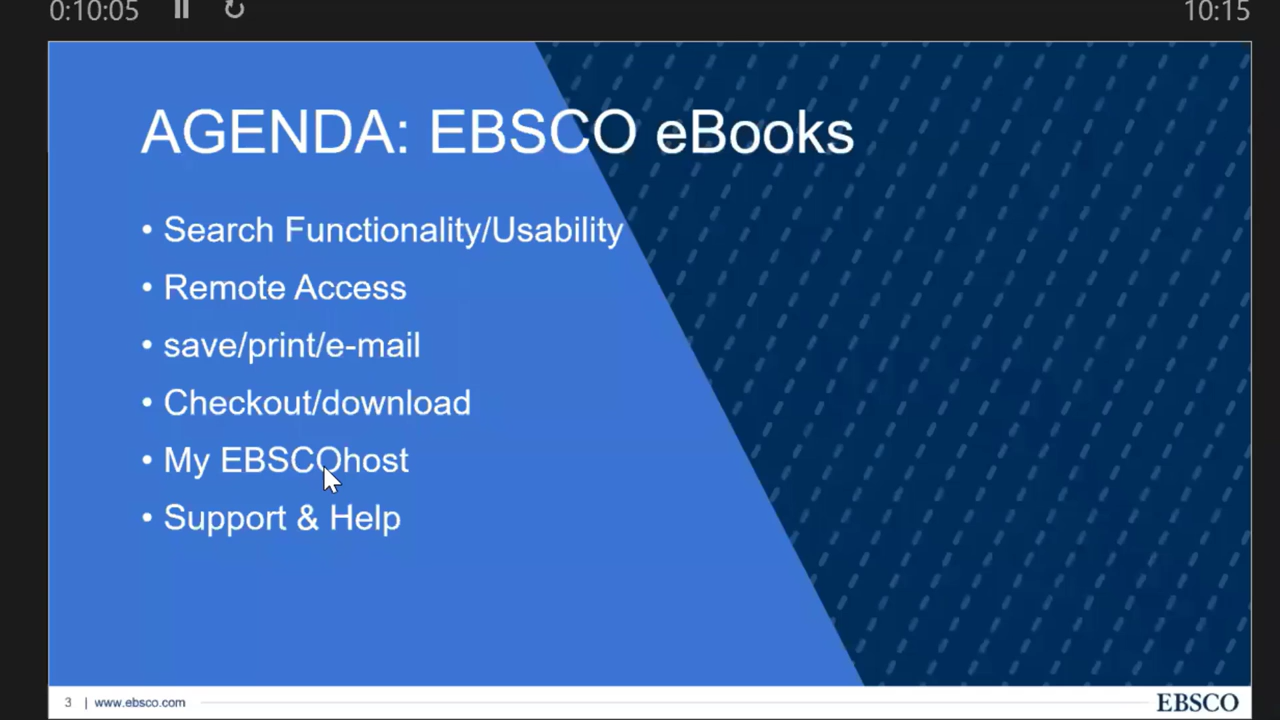 0:10:05
10:15
AGENDA: EBSCO eBooks
• Search Functionality/Usability
• Remote Access
• save/print/e-mail
• Checkout/download
• My EBSCOhost
• Support & Help
3 | www.ebsco.com
EBSCO